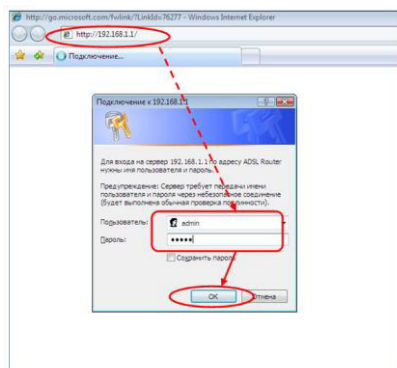 http://go.microsoft.com/fwlink/?LinkId=76277 - Windows Internet Explorer
http://192.168.1.1/
Подключение...
Подключение к 192.168.1.1
Для входа на сервер 192.168.1.1 по адресу ADSL Router
нужны имя пользователя и пароль.
Предупреждение: Сервер требует передачи имени
пользователя и пароля через небезопасное соединение
(будет выполнена обычная проверка подлинности).
Пользователь:
admin
Пароль:
•••••
Сохранить пароль
ОК
Отмена